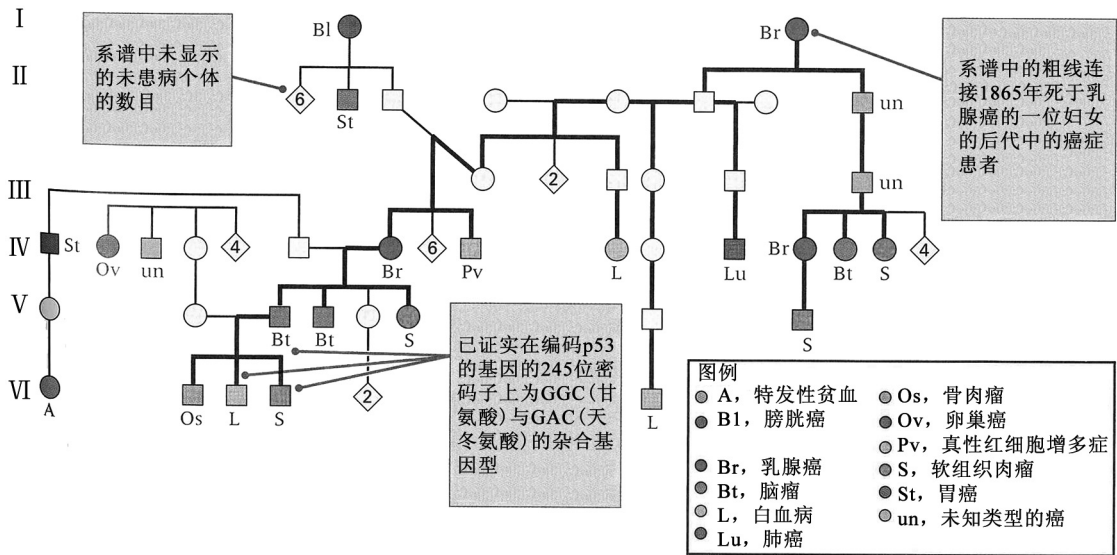 I
II
III
IV
V
VI
系谱中未显示
的未患病个体
的数目
Bl
Br
系谱中的粗线连
接1865年死于乳
腺癌的一位妇女
的后代中的癌症
患者
6
St
un
2
un
St
Ov
un
4
Br
6
Pv
L
Lu
Br
Bt
S
4
Bt
Bt
S
S
已证实在编码p53
的基因的245位密
码子上为GGC(甘
氨酸)与GAC(天
冬氨酸)的杂合基
因型
A
Os
L
S
2
L
图例
A,特发性贫血
Bl,膀胱癌
Br,乳腺癌
Bt,脑瘤
L,白血病
Lu,肺癌
Os,骨肉瘤
Ov,卵巢癌
Pv,真性红细胞增多症
S,软组织肉瘤
St,胃癌
un,未知类型的癌